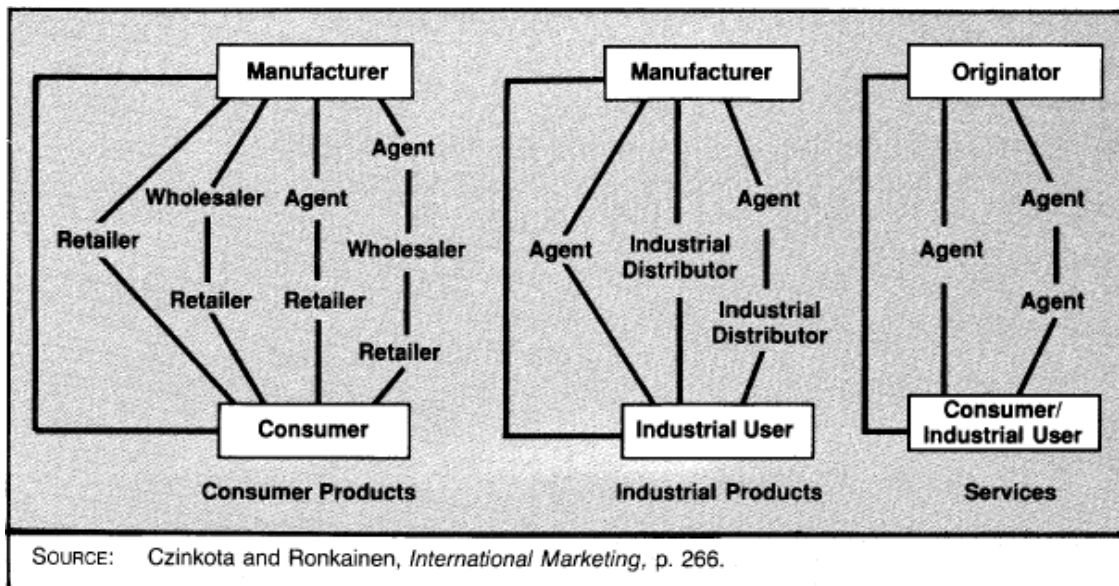 Manufacturer
Agent
Wholesaler
Agent
Retailer
Wholesaler
Retailer
Retailer
Retailer
Consumer
Consumer Products
Manufacturer
Agent
Agent
Industrial
Distributor
Industrial
Distributor
Industrial User
Industrial Products
Originator
Agent
Agent
Agent
Consumer/
Industrial User
Services
SOURCE: Czinkota and Ronkainen, International Marketing, p. 266.